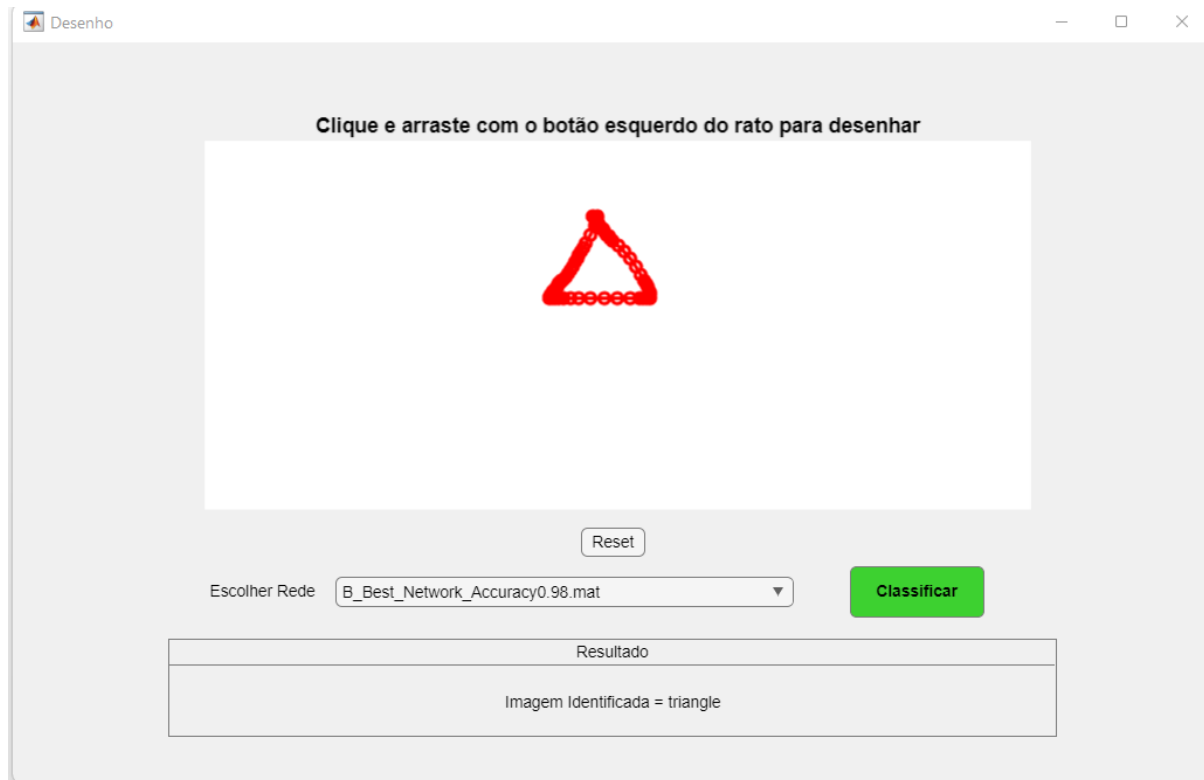 Desenho
Clique e arraste com o botão esquerdo do rato para desenhar
Reset
Escolher Rede B_Best_Network_Accuracy0.98.mat Classificar
Resultado
Imagem Identificada = triangle